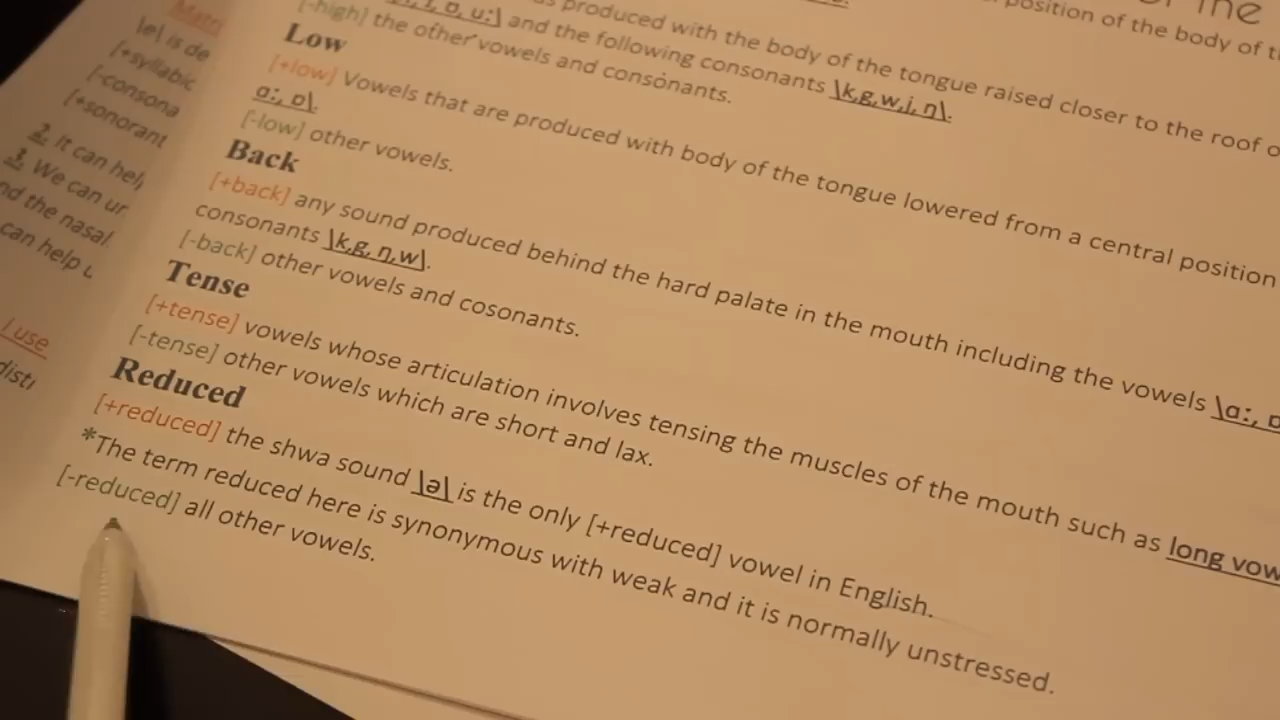 The
position of the body of t
produced with the body of the tongue raised closer to the roof o
[-high] u:\ and the following consonants \k,g,w,j, ŋ\.
the other vowels and consonants.
Low
[+low] Vowels that are produced with body of the tongue lowered from a central position
ɑ:, ɒ\.
[-low] other vowels.
Back
[+back] any sound produced behind the hard palate in the mouth including the vowels \ɑ:,
consonants \k,g, ŋ,w\.
[-back] other vowels and cosonants.
Tense
[+tense] vowels whose articulation involves tensing the muscles of the mouth such as long vow
[-tense] other vowels which are short and lax.
Reduced
[+reduced] the shwa sound \ə\ is the only [+reduced] vowel in English.
*The term reduced here is synonymous with weak and it is normally unstressed.
[-reduced] all other vowels.
Matri
\e\ is de
[+syllabic
[-consona
[+sonorant
2. It can hel
3. We can ur
nd the nasal
can help
I use
disti